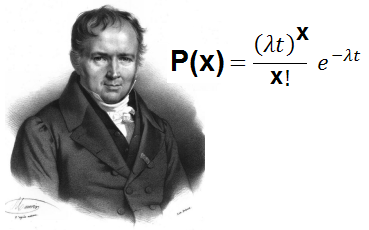 P(x) = (λt)^x / x! e^−λt